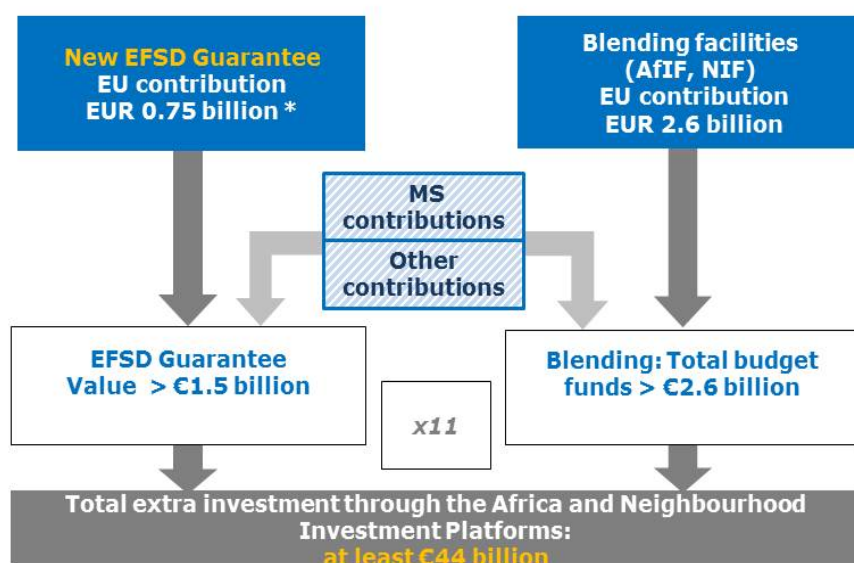 New EFSD Guarantee
EU contribution
EUR 0.75 billion *
Blending facilities
(AfIF, NIF)
EU contribution
EUR 2.6 billion
MS
contributions
Other
contributions
EFSD Guarantee
Value > €1.5 billion
x11
Blending: Total budget
funds > €2.6 billion
Total extra investment through the Africa and Neighbourhood
Investment Platforms:
at least €44 billion